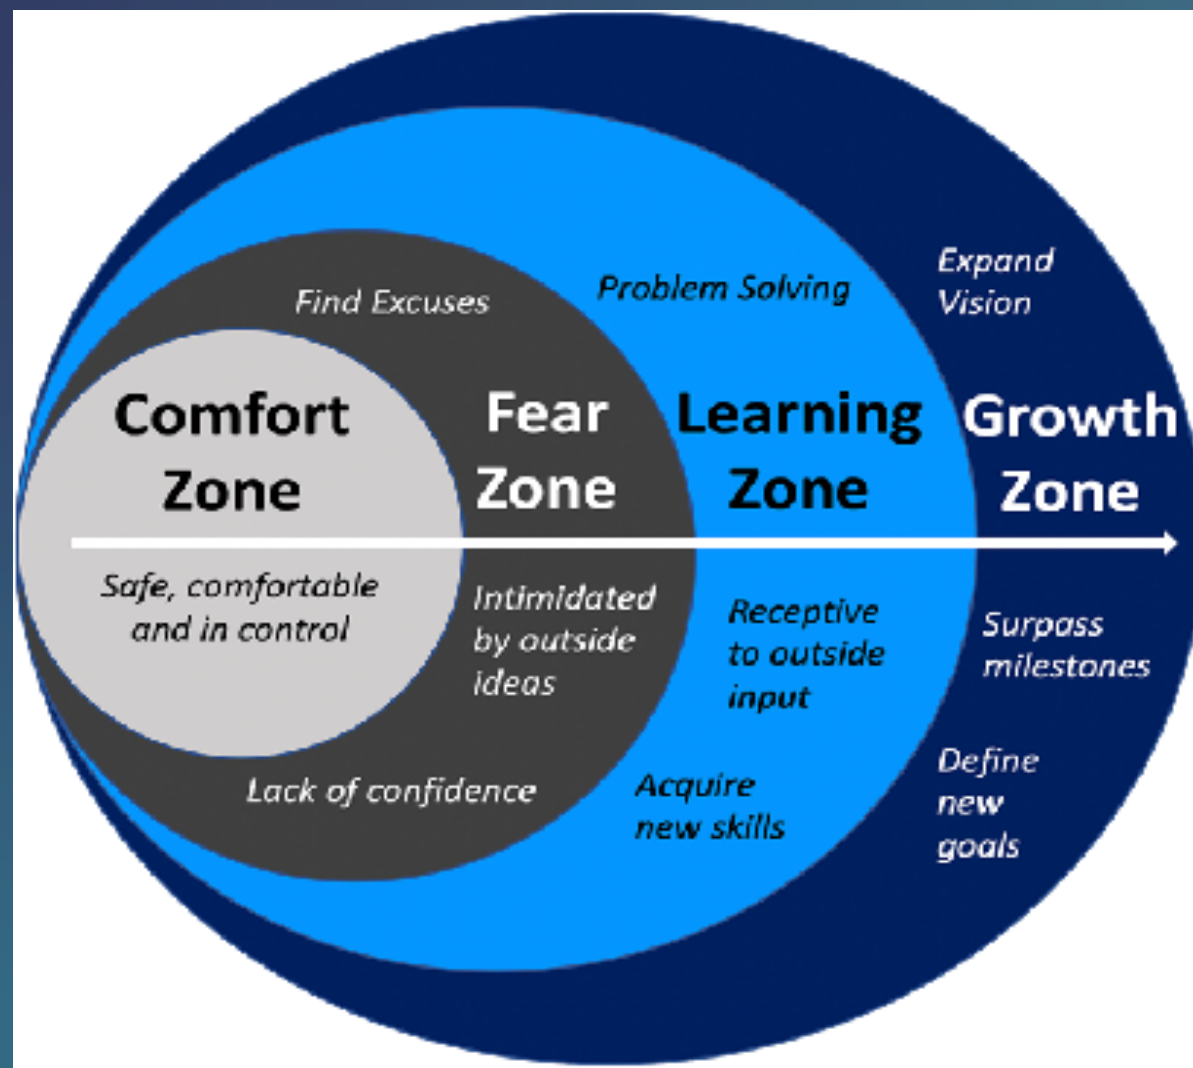 Comfort
Zone
Safe, comfortable
and in control
Find Excuses
Fear
Zone
Intimidated
by outside
ideas
Lack of confidence
Problem Solving
Learning
Zone
Receptive
to outside
input
Acquire
new skills
Expand
Vision
Growth
Zone
Surpass
milestones
Define
new
goals